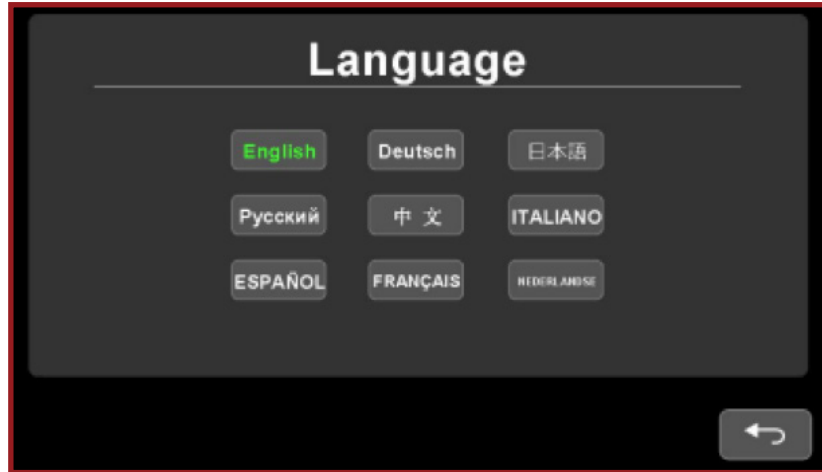 Language
English Deutsch 日本語
Русский 中 文 ITALIANO
ESPAÑOL FRANÇAIS NEDERLANDSE